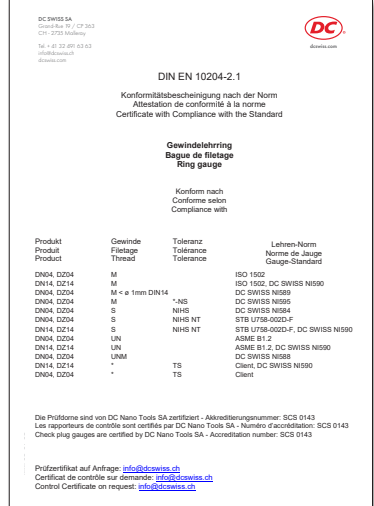 DC SWISS SA
Grand-Rue 19 / CP 363
CH - 2735 Malleray
Tel. + 41 32 491 63 63
info@dcswiss.ch
dcswiss.com
DC
dcswiss.com
DIN EN 10204-2.1
Konformitätsbescheinigung nach der Norm
Attestation de conformité à la norme
Certificate with Compliance with the Standard
Gewindelehrring
Bague de filetage
Ring gauge
Konform nach
Conforme selon
Compliance with
Produkt Gewinde Toleranz Lehren-Norm
Produit Filetage Tolérance Norme de Jauge
Product Thread Tolerance Gauge-Standard
DN04, DZ04 M ISO 1502
DN14, DZ14 M ISO 1502, DC SWISS NI590
DN04, DZ04 M < ø 1mm DIN14 DC SWISS NI589
DN04, DZ04 M *-NS DC SWISS NI595
DN04, DZ04 S NIHS DC SWISS NI584
DN04, DZ04 S NIHS NT STB U758-002D-F
DN14, DZ14 S NIHS NT STB U758-002D-F, DC SWISS NI590
DN04, DZ04 UN ASME B1.2
DN14, DZ14 UN ASME B1.2, DC SWISS NI590
DN04, DZ04 UNM DC SWISS NI588
DN14, DZ14 * TS Client, DC SWISS NI590
DN04, DZ04 * TS Client
Die Prüfdorne sind von DC Nano Tools SA zertifiziert - Akkreditierungsnummer: SCS 0143
Les rapporteurs de contrôle sont certifiés par DC Nano Tools SA - Numéro d'accréditation: SCS 0143
Check plug gauges are certified by DC Nano Tools SA - Accreditation number: SCS 0143
Prüfzertifikat auf Anfrage: info@dcswiss.ch
Certificat de contrôle sur demande: info@dcswiss.ch
Control Certificate on request: info@dcswiss.ch